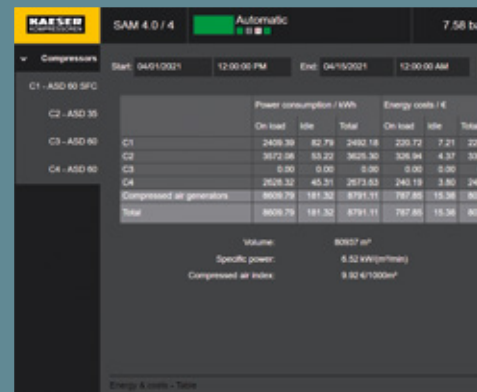 KAESER
KOMPRESSOREN
SAM 4.0 / 4
Automatic
7.58 ba
Compressors
Start: 04/01/2021 12:00:00 PM End: 04/15/2021 12:00:00 AM
C1 - ASD 60 SFC
C2 - ASD 35
C3 - ASD 60
C4 - ASD 60
Power consumption / kWh Energy costs / €
On load Idle Total On load Idle Tota
C1 2409.39 82.79 2492.18 220.72 7.21 22
C2 3572.08 53.22 3625.30 326.94 4.37 33
C3 0.00 0.00 0.00 0.00 0.00
C4 2628.32 45.31 2673.63 240.19 3.80 24
Compressed air generators 8609.79 181.32 8791.11 787.85 15.38 80
Total 8609.79 181.32 8791.11 787.85 15.38 80
Volume: 80937 m³
Specific power: 6.52 kW/(m³/min)
Compressed air index: 9.92 €/1000m³
Energy & costs - Table